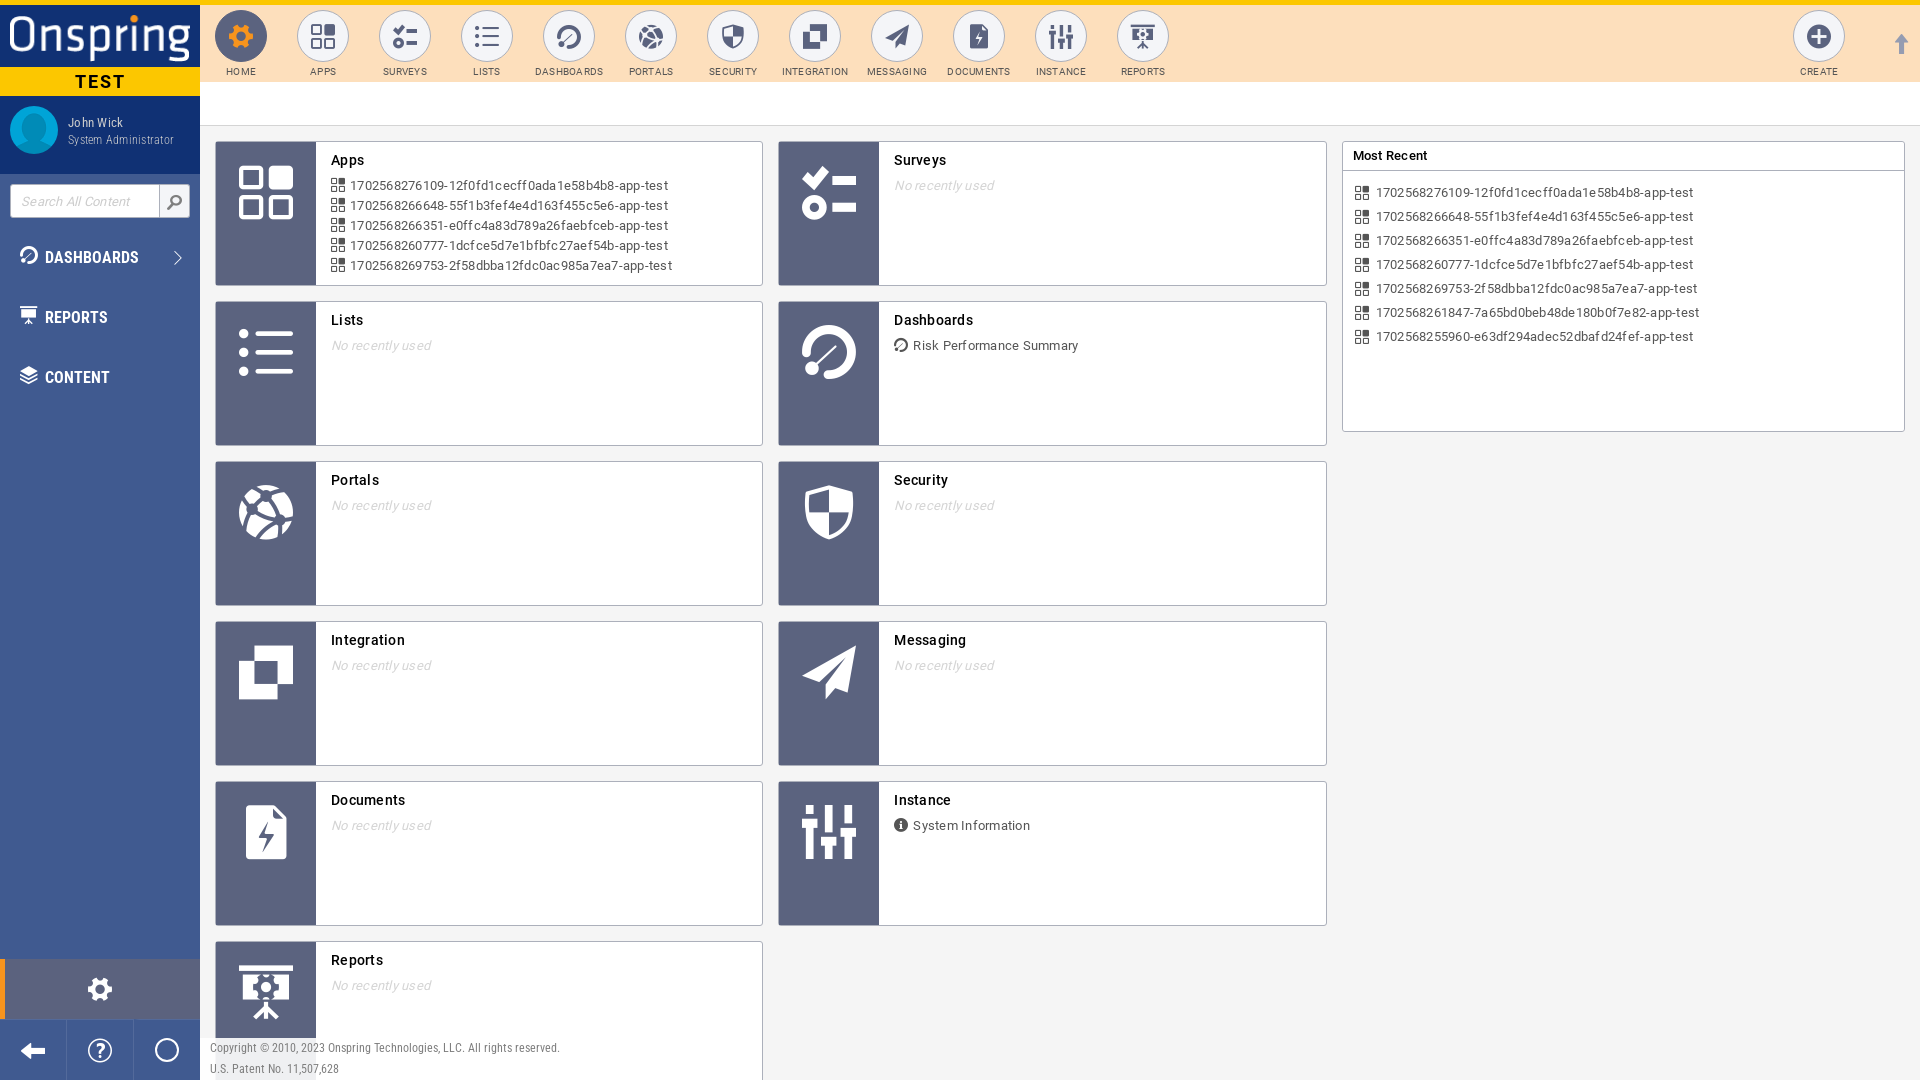 Onspring
TEST
John Wick
System Administrator
Search All Content
DASHBOARDS
REPORTS
CONTENT
HOME
APPS
SURVEYS
LISTS
DASHBOARDS
PORTALS
SECURITY
INTEGRATION
MESSAGING
DOCUMENTS
INSTANCE
REPORTS
CREATE
Apps
1702568276109-12f0fd1cecff0ada1e58b4b8-app-test
1702568266648-55f1b3fef4e4d163f455c5e6-app-test
1702568266351-e0ffc4a83d789a26faebfceb-app-test
1702568260777-1dcfce5d7e1bfbfc27aef54b-app-test
1702568269753-2f58dbba12fdc0ac985a7ea7-app-test
Surveys
No recently used
Lists
No recently used
Dashboards
Risk Performance Summary
Portals
No recently used
Security
No recently used
Integration
No recently used
Messaging
No recently used
Documents
No recently used
Instance
System Information
Reports
No recently used
Most Recent
1702568276109-12f0fd1cecff0ada1e58b4b8-app-test
1702568266648-55f1b3fef4e4d163f455c5e6-app-test
1702568266351-e0ffc4a83d789a26faebfceb-app-test
1702568260777-1dcfce5d7e1bfbfc27aef54b-app-test
1702568269753-2f58dbba12fdc0ac985a7ea7-app-test
1702568261847-7a65bd0beb48de180b0f7e82-app-test
1702568255960-e63df294adec52dbafd24fef-app-test
Copyright © 2010, 2023 Onspring Technologies, LLC. All rights reserved.
U.S. Patent No. 11,507,628